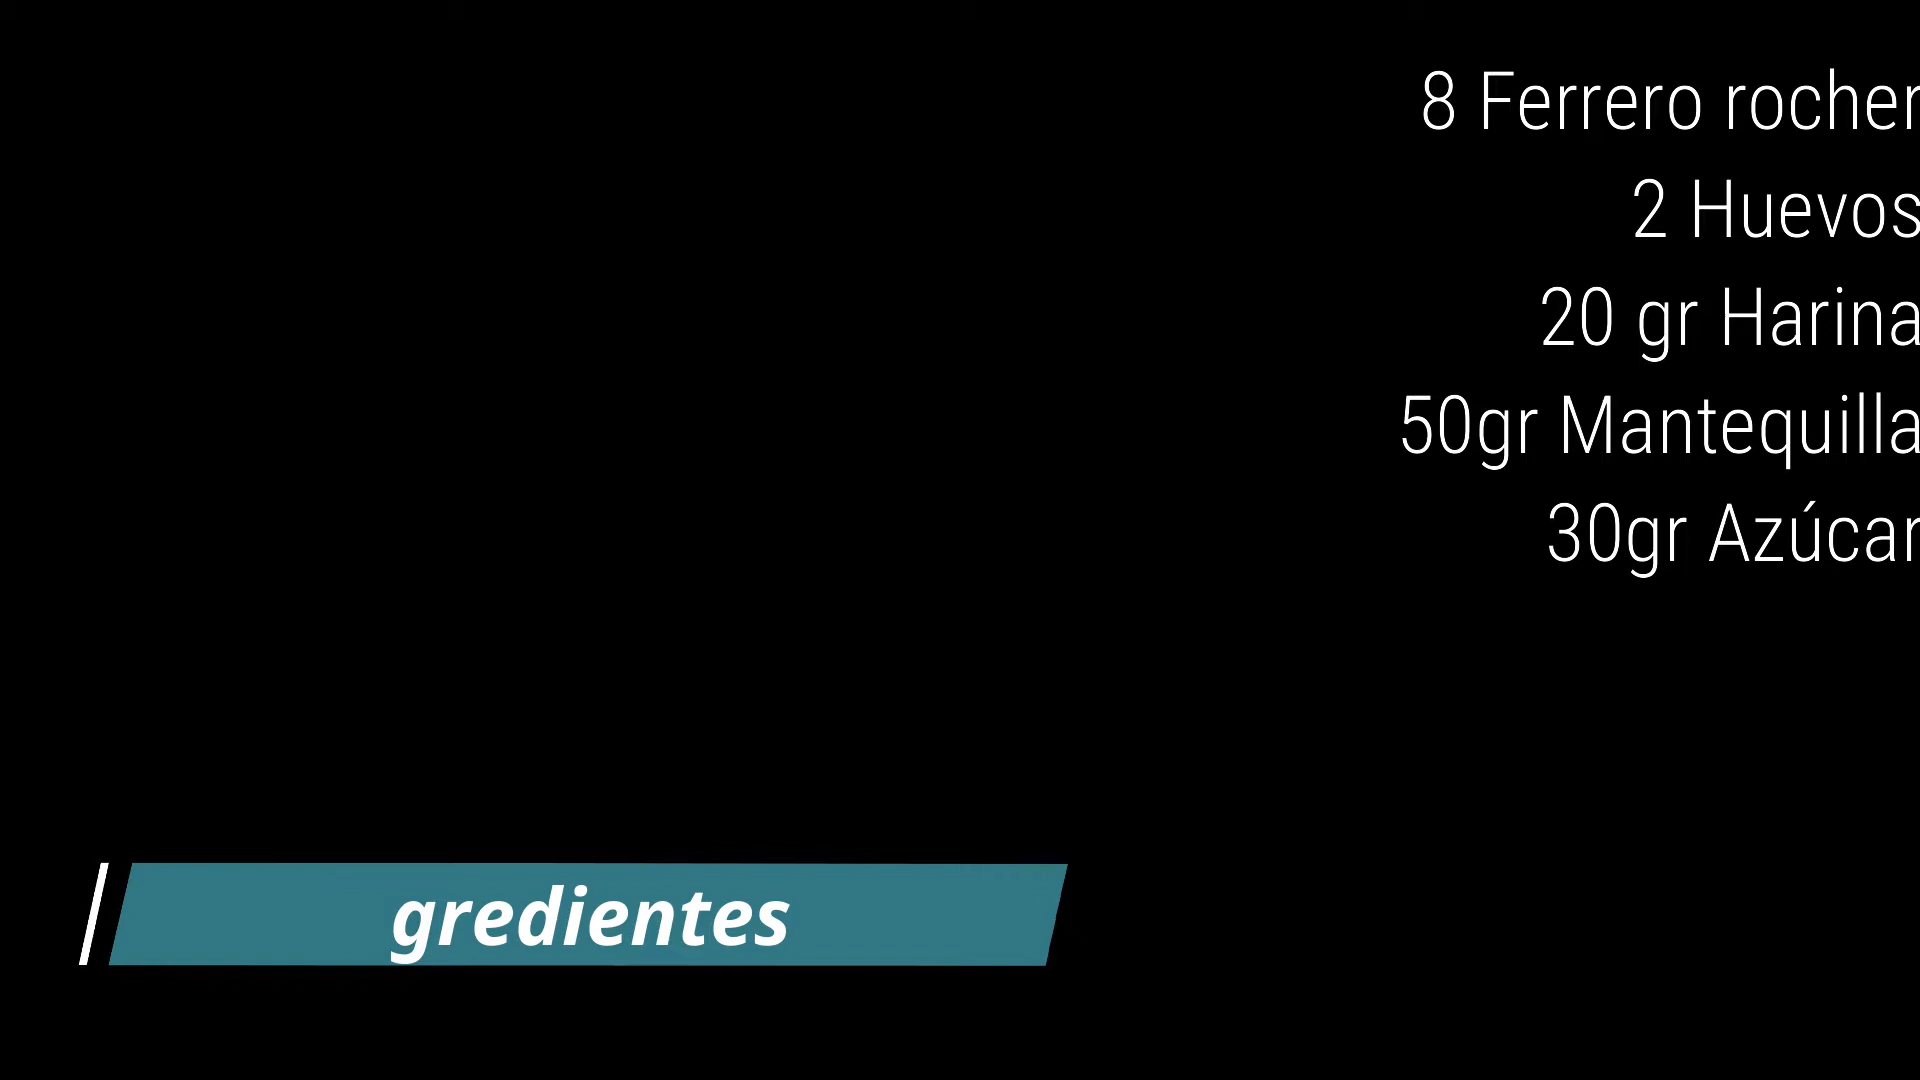 8 Ferrero rocher
2 Huevos
20 gr Harina
50gr Mantequilla
30gr Azúcar
gredientes